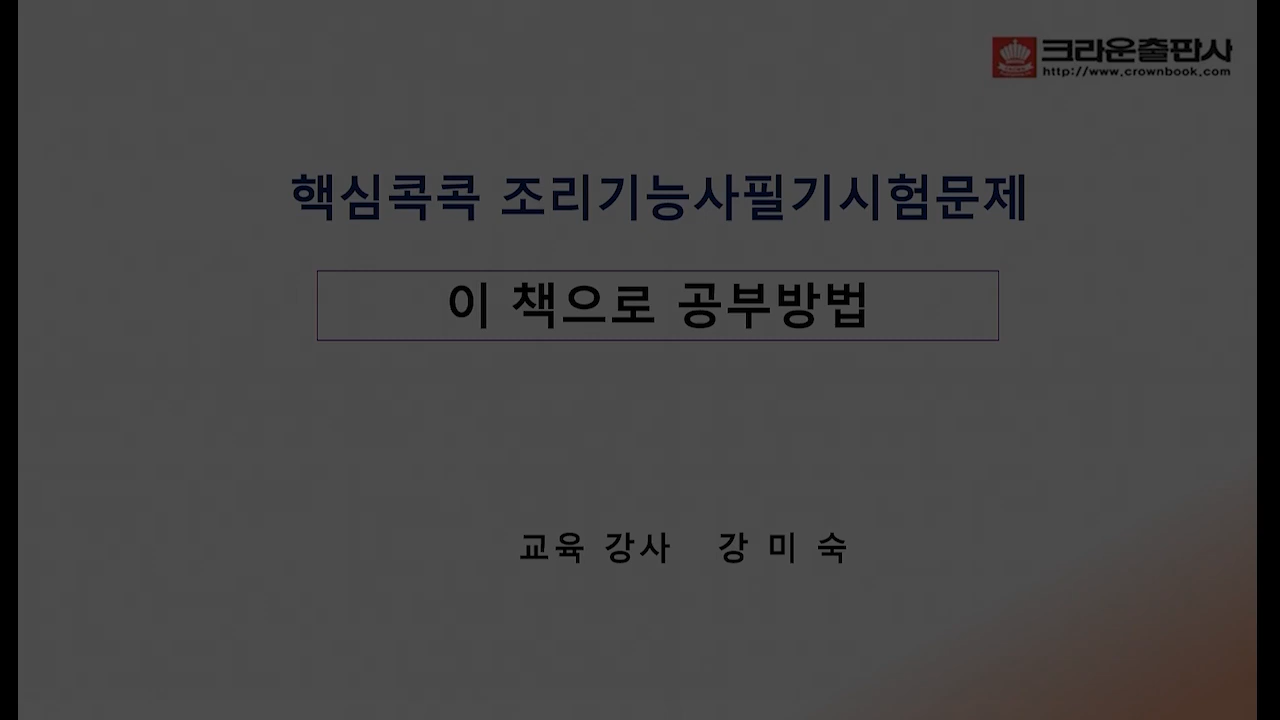 크라운출판사
http://www.crownbook.com
핵심콕콕 조리기능사필기시험문제
이 책으로 공부방법
교육 강사 강 미 숙